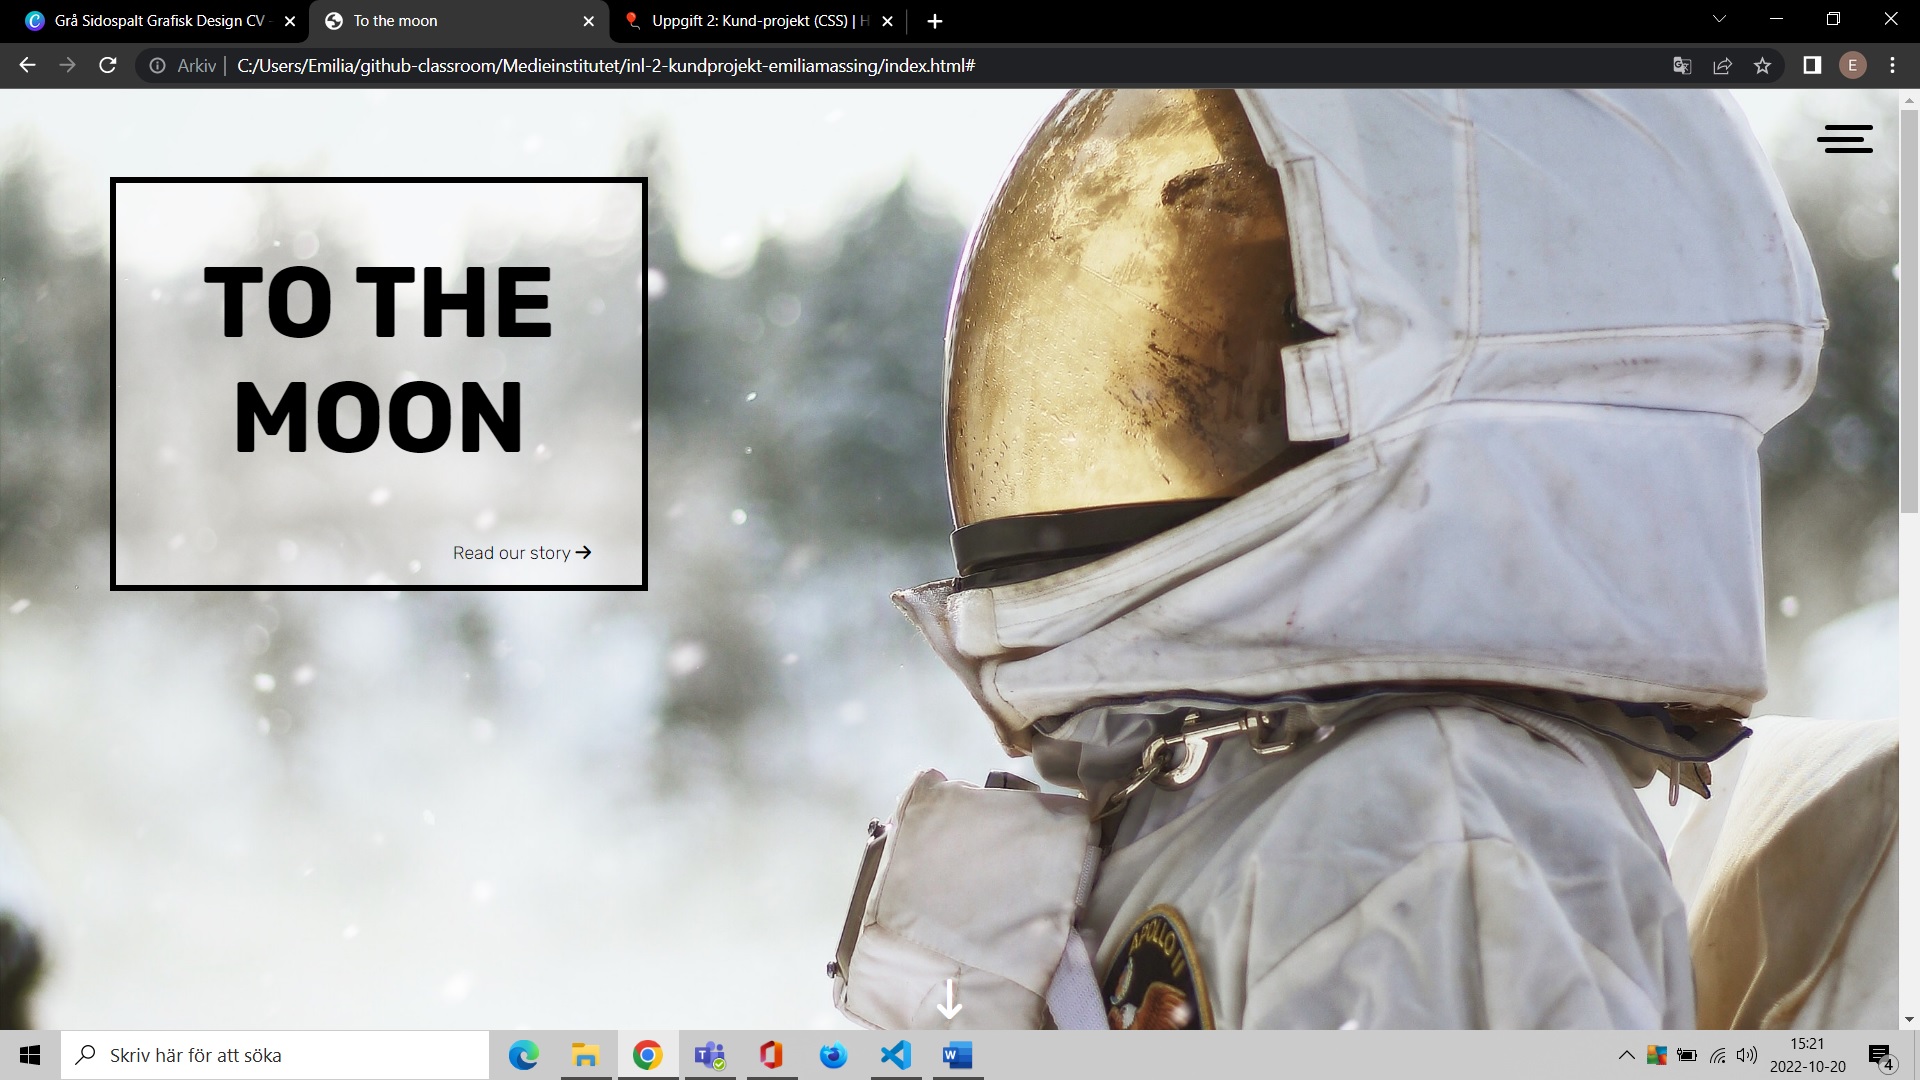 Grå Sidospalt Grafisk Design CV -
To the moon
Uppgift 2: Kund-projekt (CSS) | H
Arkiv
C:/Users/Emilia/github-classroom/Medieinstitutet/inl-2-kundprojekt-emiliamassing/index.html#
E
TO THE
MOON
Read our story
APOLLO 11
Skriv här för att söka
15:21
2022-10-20
4